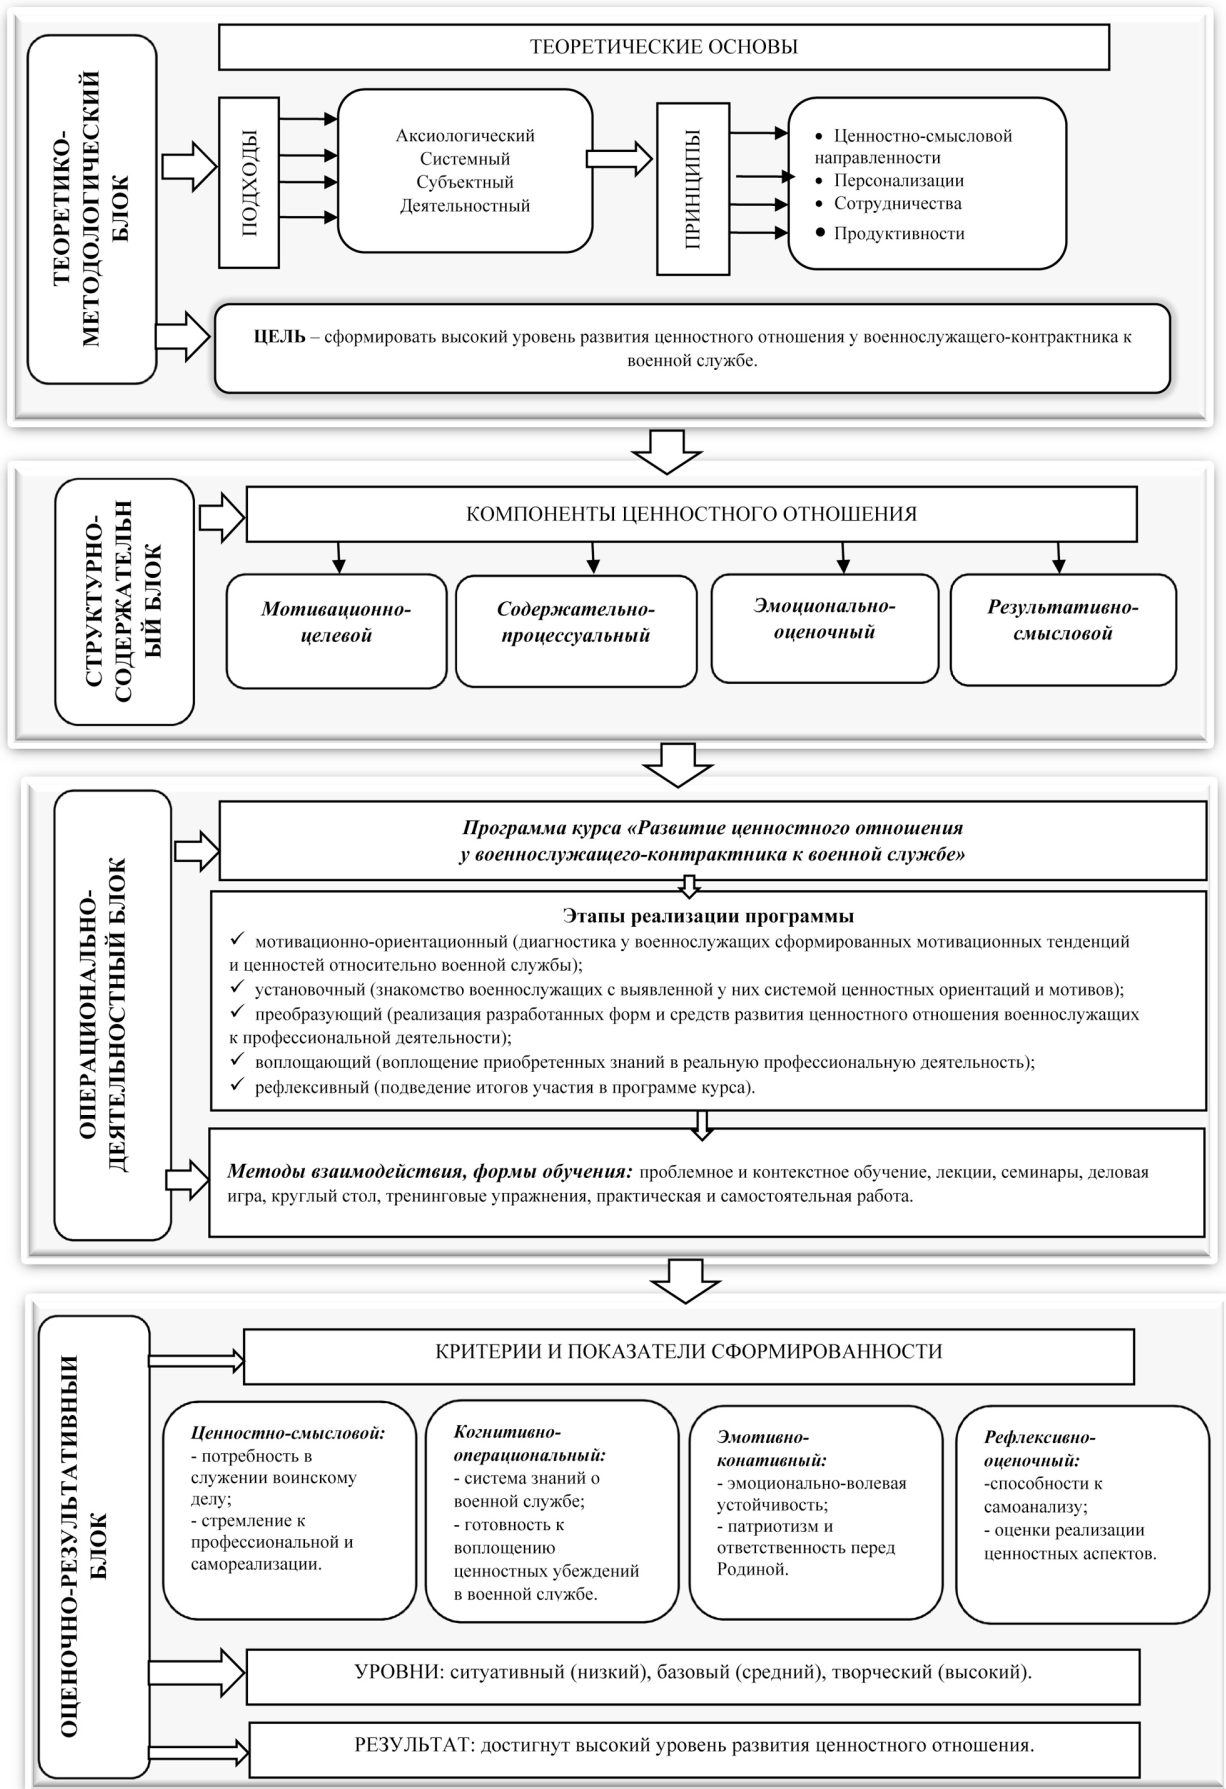 ТЕОРЕТИКО-
МЕТОДОЛОГИЧЕСКИЙ
БЛОК
ТЕОРЕТИЧЕСКИЕ ОСНОВЫ
ПОДХОДЫ
Аксиологический
Системный
Субъектный
Деятельностный
ПРИНЦИПЫ
• Ценностно-смысловой
направленности
• Персонализации
• Сотрудничества
• Продуктивности
ЦЕЛЬ – сформировать высокий уровень развития ценностного отношения у военнослужащего-контрактника к
военной службе.
СТРУКТУРНО-
СОДЕРЖАТЕЛЬН
ЫЙ БЛОК
КОМПОНЕНТЫ ЦЕННОСТНОГО ОТНОШЕНИЯ
Мотивационно-
целевой
Содержательно-
процессуальный
Эмоционально-
оценочный
Результативно-
смысловой
ОПЕРАЦИОНАЛЬНО-
ДЕЯТЕЛЬНОСТНЫЙ БЛОК
Программа курса «Развитие ценностного отношения
у военнослужащего-контрактника к военной службе»
Этапы реализации программы
✓ мотивационно-ориентационный (диагностика у военнослужащих сформированных мотивационных тенденций
и ценностей относительно военной службы);
✓ установочный (знакомство военнослужащих с выявленной у них системой ценностных ориентаций и мотивов);
✓ преобразующий (реализация разработанных форм и средств развития ценностного отношения военнослужащих
к профессиональной деятельности);
✓ воплощающий (воплощение приобретенных знаний в реальную профессиональную деятельность);
✓ рефлексивный (подведение итогов участия в программе курса).
Методы взаимодействия, формы обучения: проблемное и контекстное обучение, лекции, семинары, деловая
игра, круглый стол, тренинговые упражнения, практическая и самостоятельная работа.
ОЦЕНОЧНО-РЕЗУЛЬТАТИВНЫЙ
БЛОК
КРИТЕРИИ И ПОКАЗАТЕЛИ СФОРМИРОВАННОСТИ
Ценностно-смысловой:
- потребность в
служении воинскому
делу;
- стремление к
профессиональной и
самореализации.
Когнитивно-
операциональный:
- система знаний о
военной службе;
- готовность к
воплощению
ценностных убеждений
в военной службе.
Эмотивно-
конативный:
- эмоционально-волевая
устойчивость;
- патриотизм и
ответственность перед
Родиной.
Рефлексивно-
оценочный:
-способности к
самоанализу;
- оценки реализации
ценностных аспектов.
УРОВНИ: ситуативный (низкий), базовый (средний), творческий (высокий).
РЕЗУЛЬТАТ: достигнут высокий уровень развития ценностного отношения.